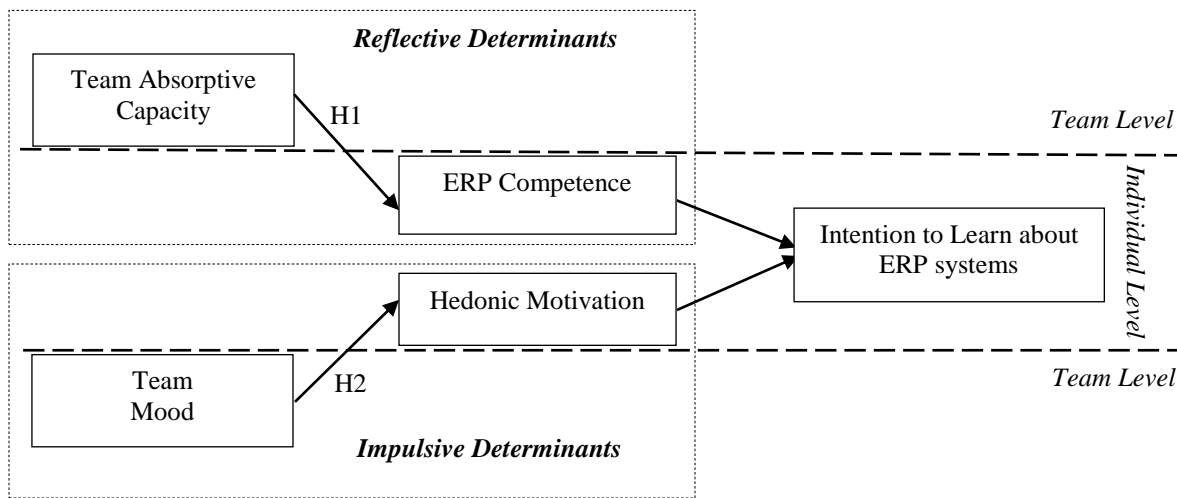 Reflective Determinants
Team Absorptive
Capacity
H1
Team Level
ERP Competence
Individual Level
Intention to Learn about
ERP systems
Hedonic Motivation
Team
Mood
H2
Team Level
Impulsive Determinants